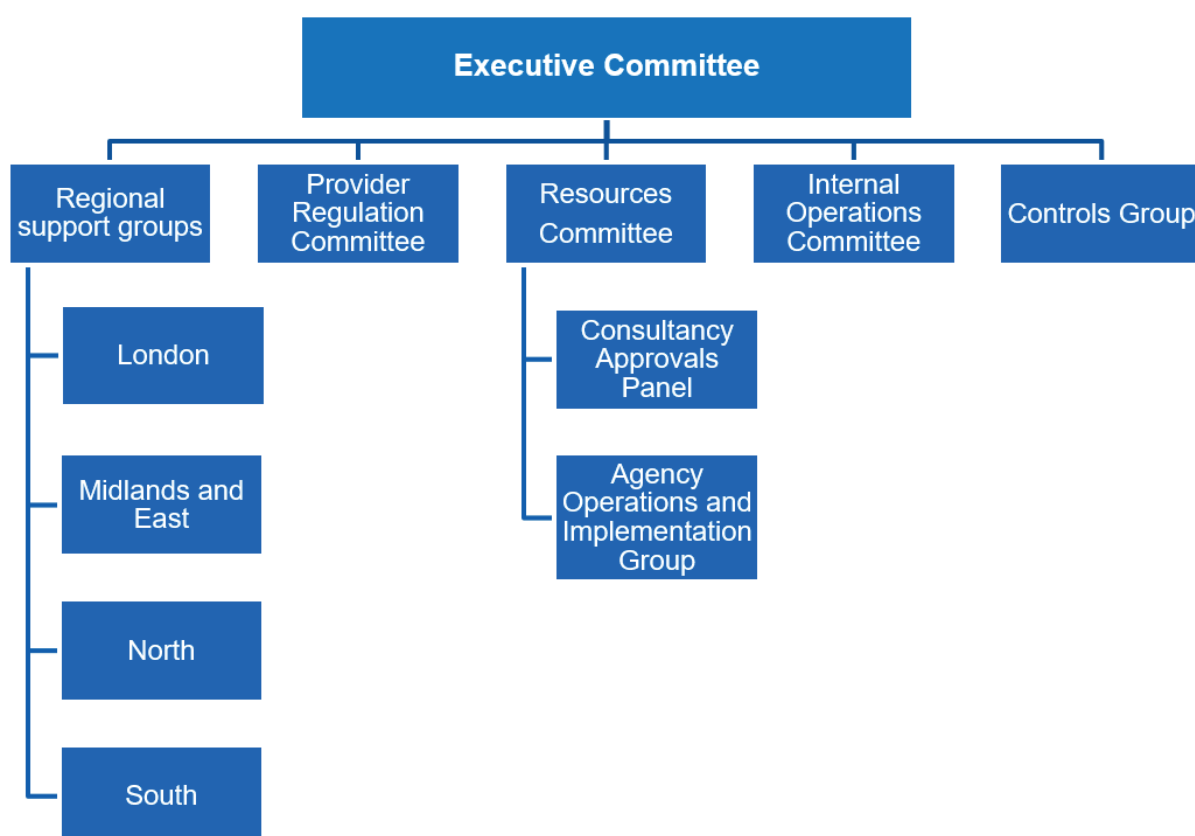 Executive Committee
Regional
support groups
Provider
Regulation
Committee
Resources
Committee
Internal
Operations
Committee
Controls Group
London
Midlands and
East
North
South
Consultancy
Approvals
Panel
Agency
Operations and
Implementation
Group